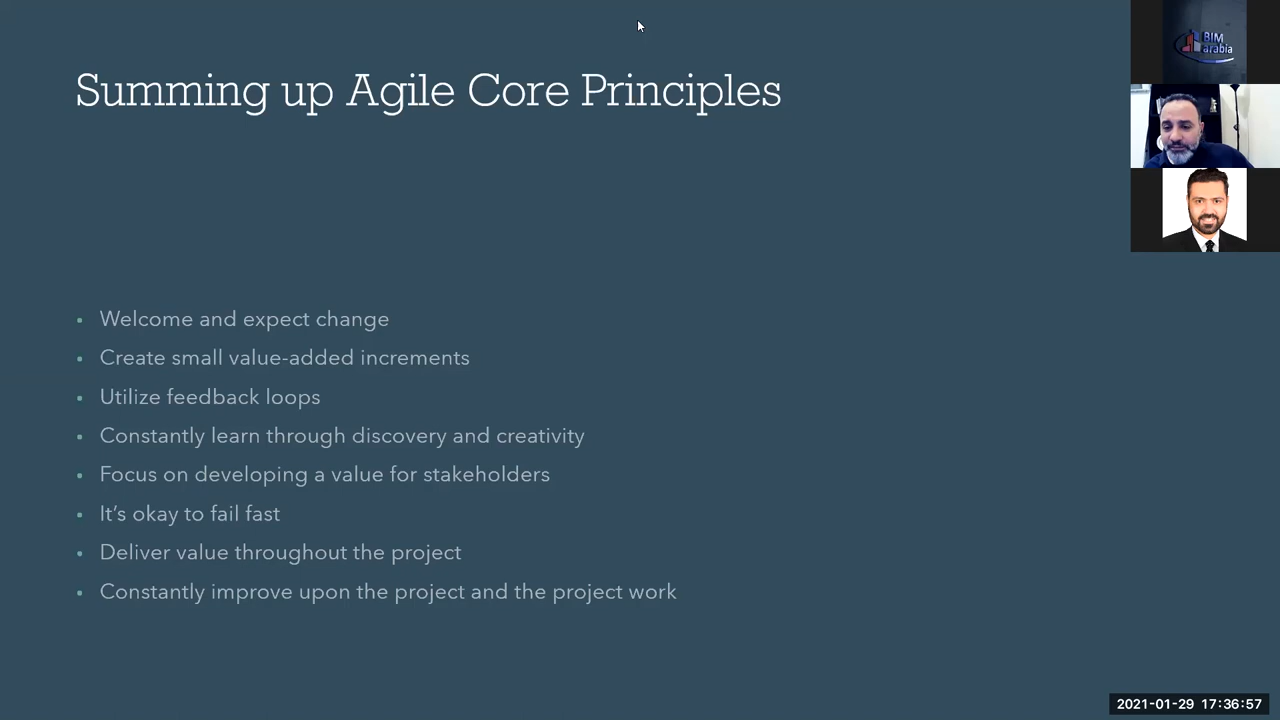 Summing up Agile Core Principles
BIM
arabia
• Welcome and expect change
• Create small value-added increments
• Utilize feedback loops
• Constantly learn through discovery and creativity
• Focus on developing a value for stakeholders
• It’s okay to fail fast
• Deliver value throughout the project
• Constantly improve upon the project and the project work
2021-01-29 17:36:57